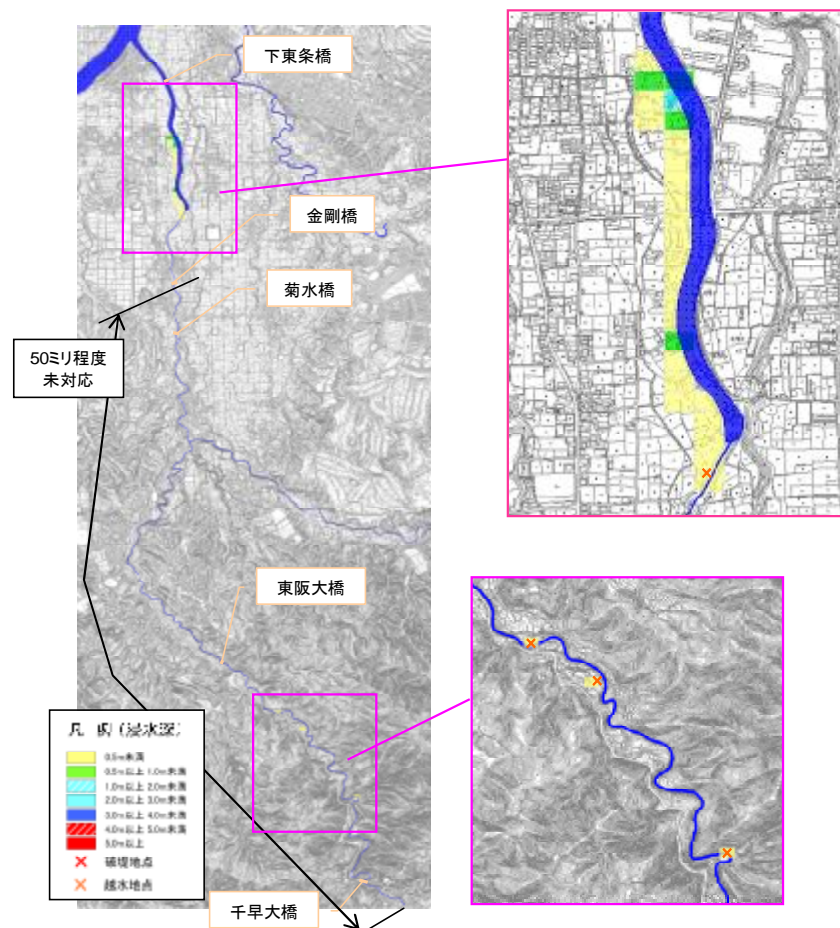 下東条橋
金剛橋
菊水橋
50ミリ程度
未対応
東阪大橋
凡 例 (浸水深)
0.5m未満
0.5m以上 1.0m未満
1.0m以上 2.0m未満
2.0m以上 3.0m未満
3.0m以上 4.0m未満
4.0m以上 5.0m未満
5.0m以上
破堤地点
越水地点
千早大橋